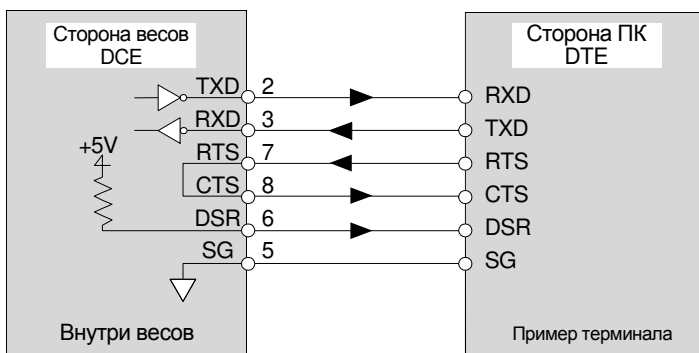 Сторона весов
DCE
Сторона ПК
DTE
TXD 2 RXD
RXD 3 TXD
+5V
RTS 7 RTS
CTS 8 CTS
DSR 6 DSR
SG 5 SG
Внутри весов
Пример терминала